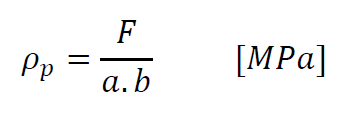 ρ_p = F / a.b [MPa]